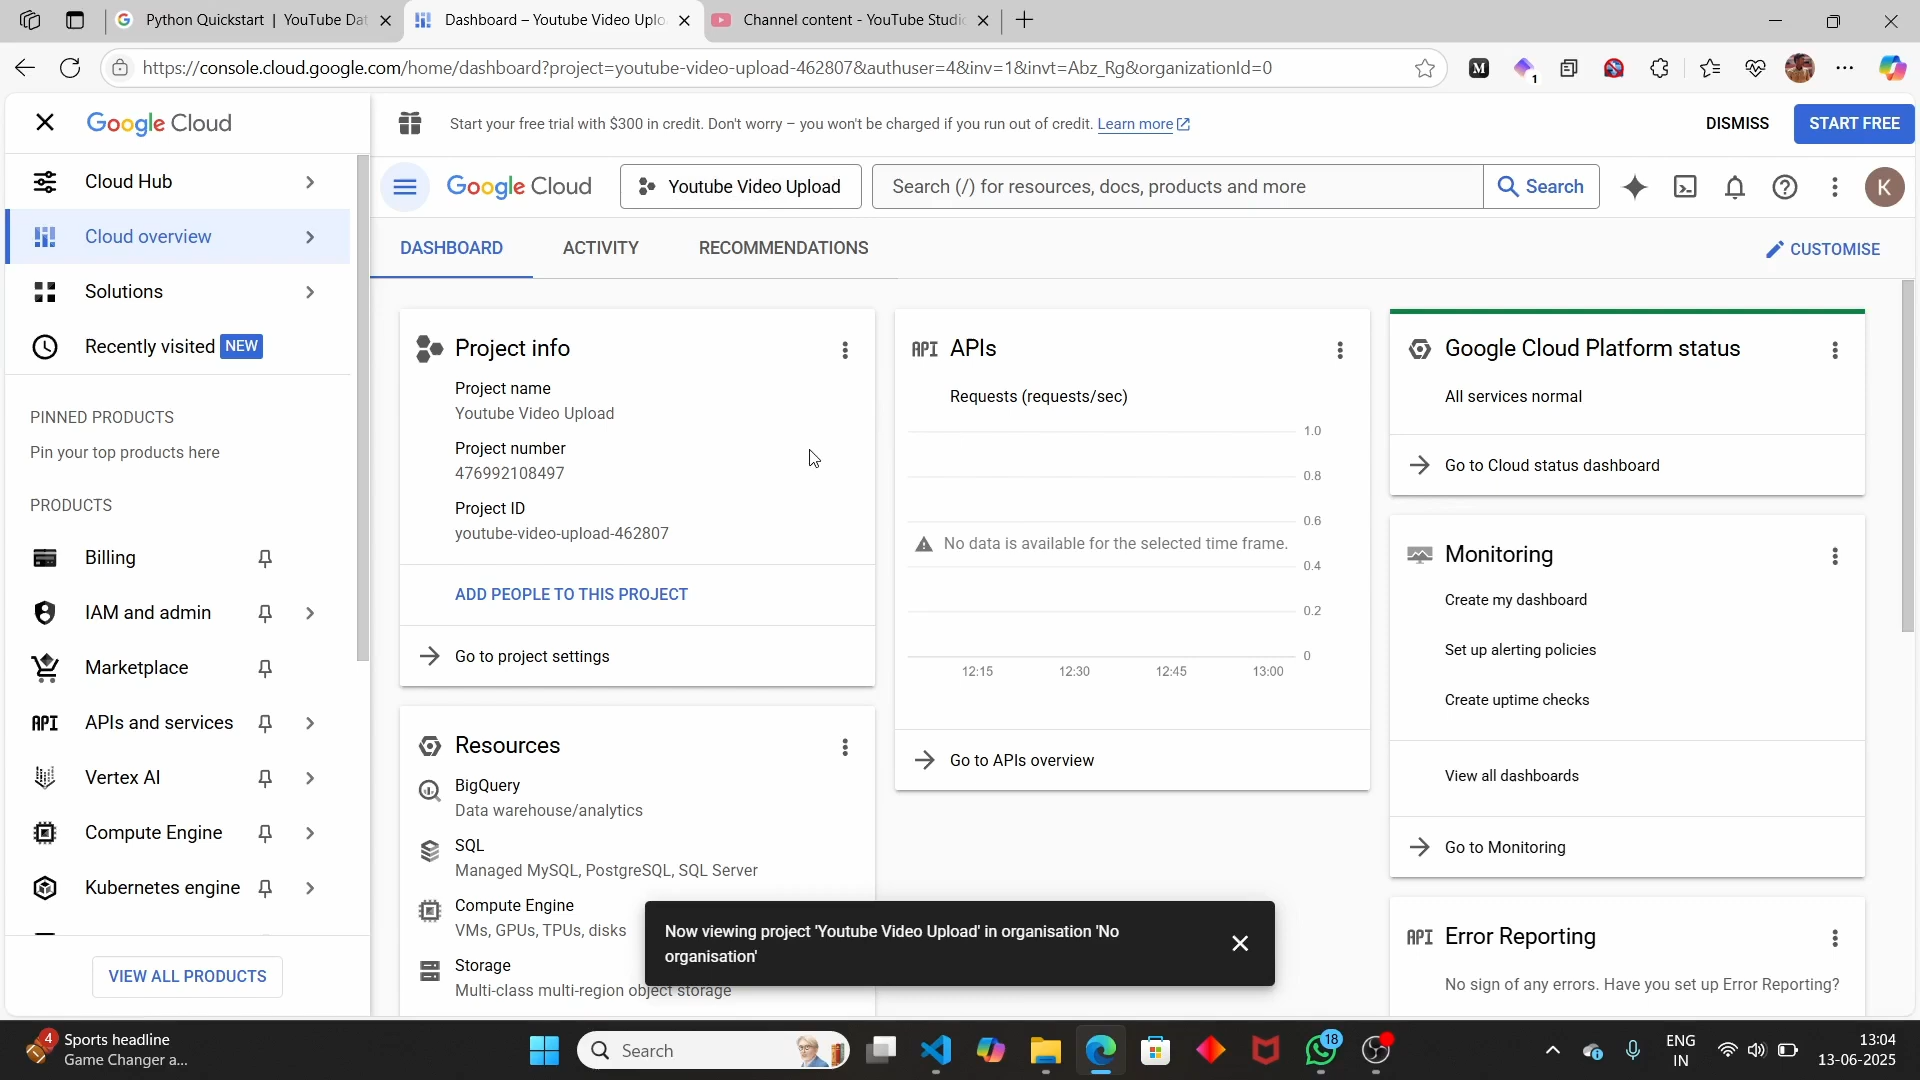 Python Quickstart | YouTube Dat
Dashboard – Youtube Video Uplo
Channel content - YouTube Studio
https://console.cloud.google.com/home/dashboard?project=youtube-video-upload-462807&authuser=4&inv=1&invt=Abz_Rg&organizationId=0
M
1
Google Cloud
Start your free trial with $300 in credit. Don't worry – you won't be charged if you run out of credit. Learn more
DISMISS
START FREE
Cloud Hub
Google Cloud
Youtube Video Upload
Search (/) for resources, docs, products and more
Search
K
Cloud overview
DASHBOARD
ACTIVITY
RECOMMENDATIONS
CUSTOMISE
Solutions
Recently visited NEW
PINNED PRODUCTS
Pin your top products here
PRODUCTS
Billing
IAM and admin
Marketplace
API APIs and services
Vertex AI
Compute Engine
Kubernetes engine
VIEW ALL PRODUCTS
Project info
Project name
Youtube Video Upload
Project number
476992108497
Project ID
youtube-video-upload-462807
ADD PEOPLE TO THIS PROJECT
Go to project settings
Resources
BigQuery
Data warehouse/analytics
SQL
Managed MySQL, PostgreSQL, SQL Server
Compute Engine
VMs, GPUs, TPUs, disks
Storage
Multi-class multi-region object storage
API APIs
Requests (requests/sec)
1.0
0.8
0.6
No data is available for the selected time frame.
0.4
0.2
0
12:15
12:30
12:45
13:00
Go to APIs overview
Google Cloud Platform status
All services normal
Go to Cloud status dashboard
Monitoring
Create my dashboard
Set up alerting policies
Create uptime checks
View all dashboards
Go to Monitoring
API Error Reporting
No sign of any errors. Have you set up Error Reporting?
Now viewing project 'Youtube Video Upload' in organisation 'No
organisation'
4
Sports headline
Game Changer a...
Search
18
ENG
IN
13:04
13-06-2025